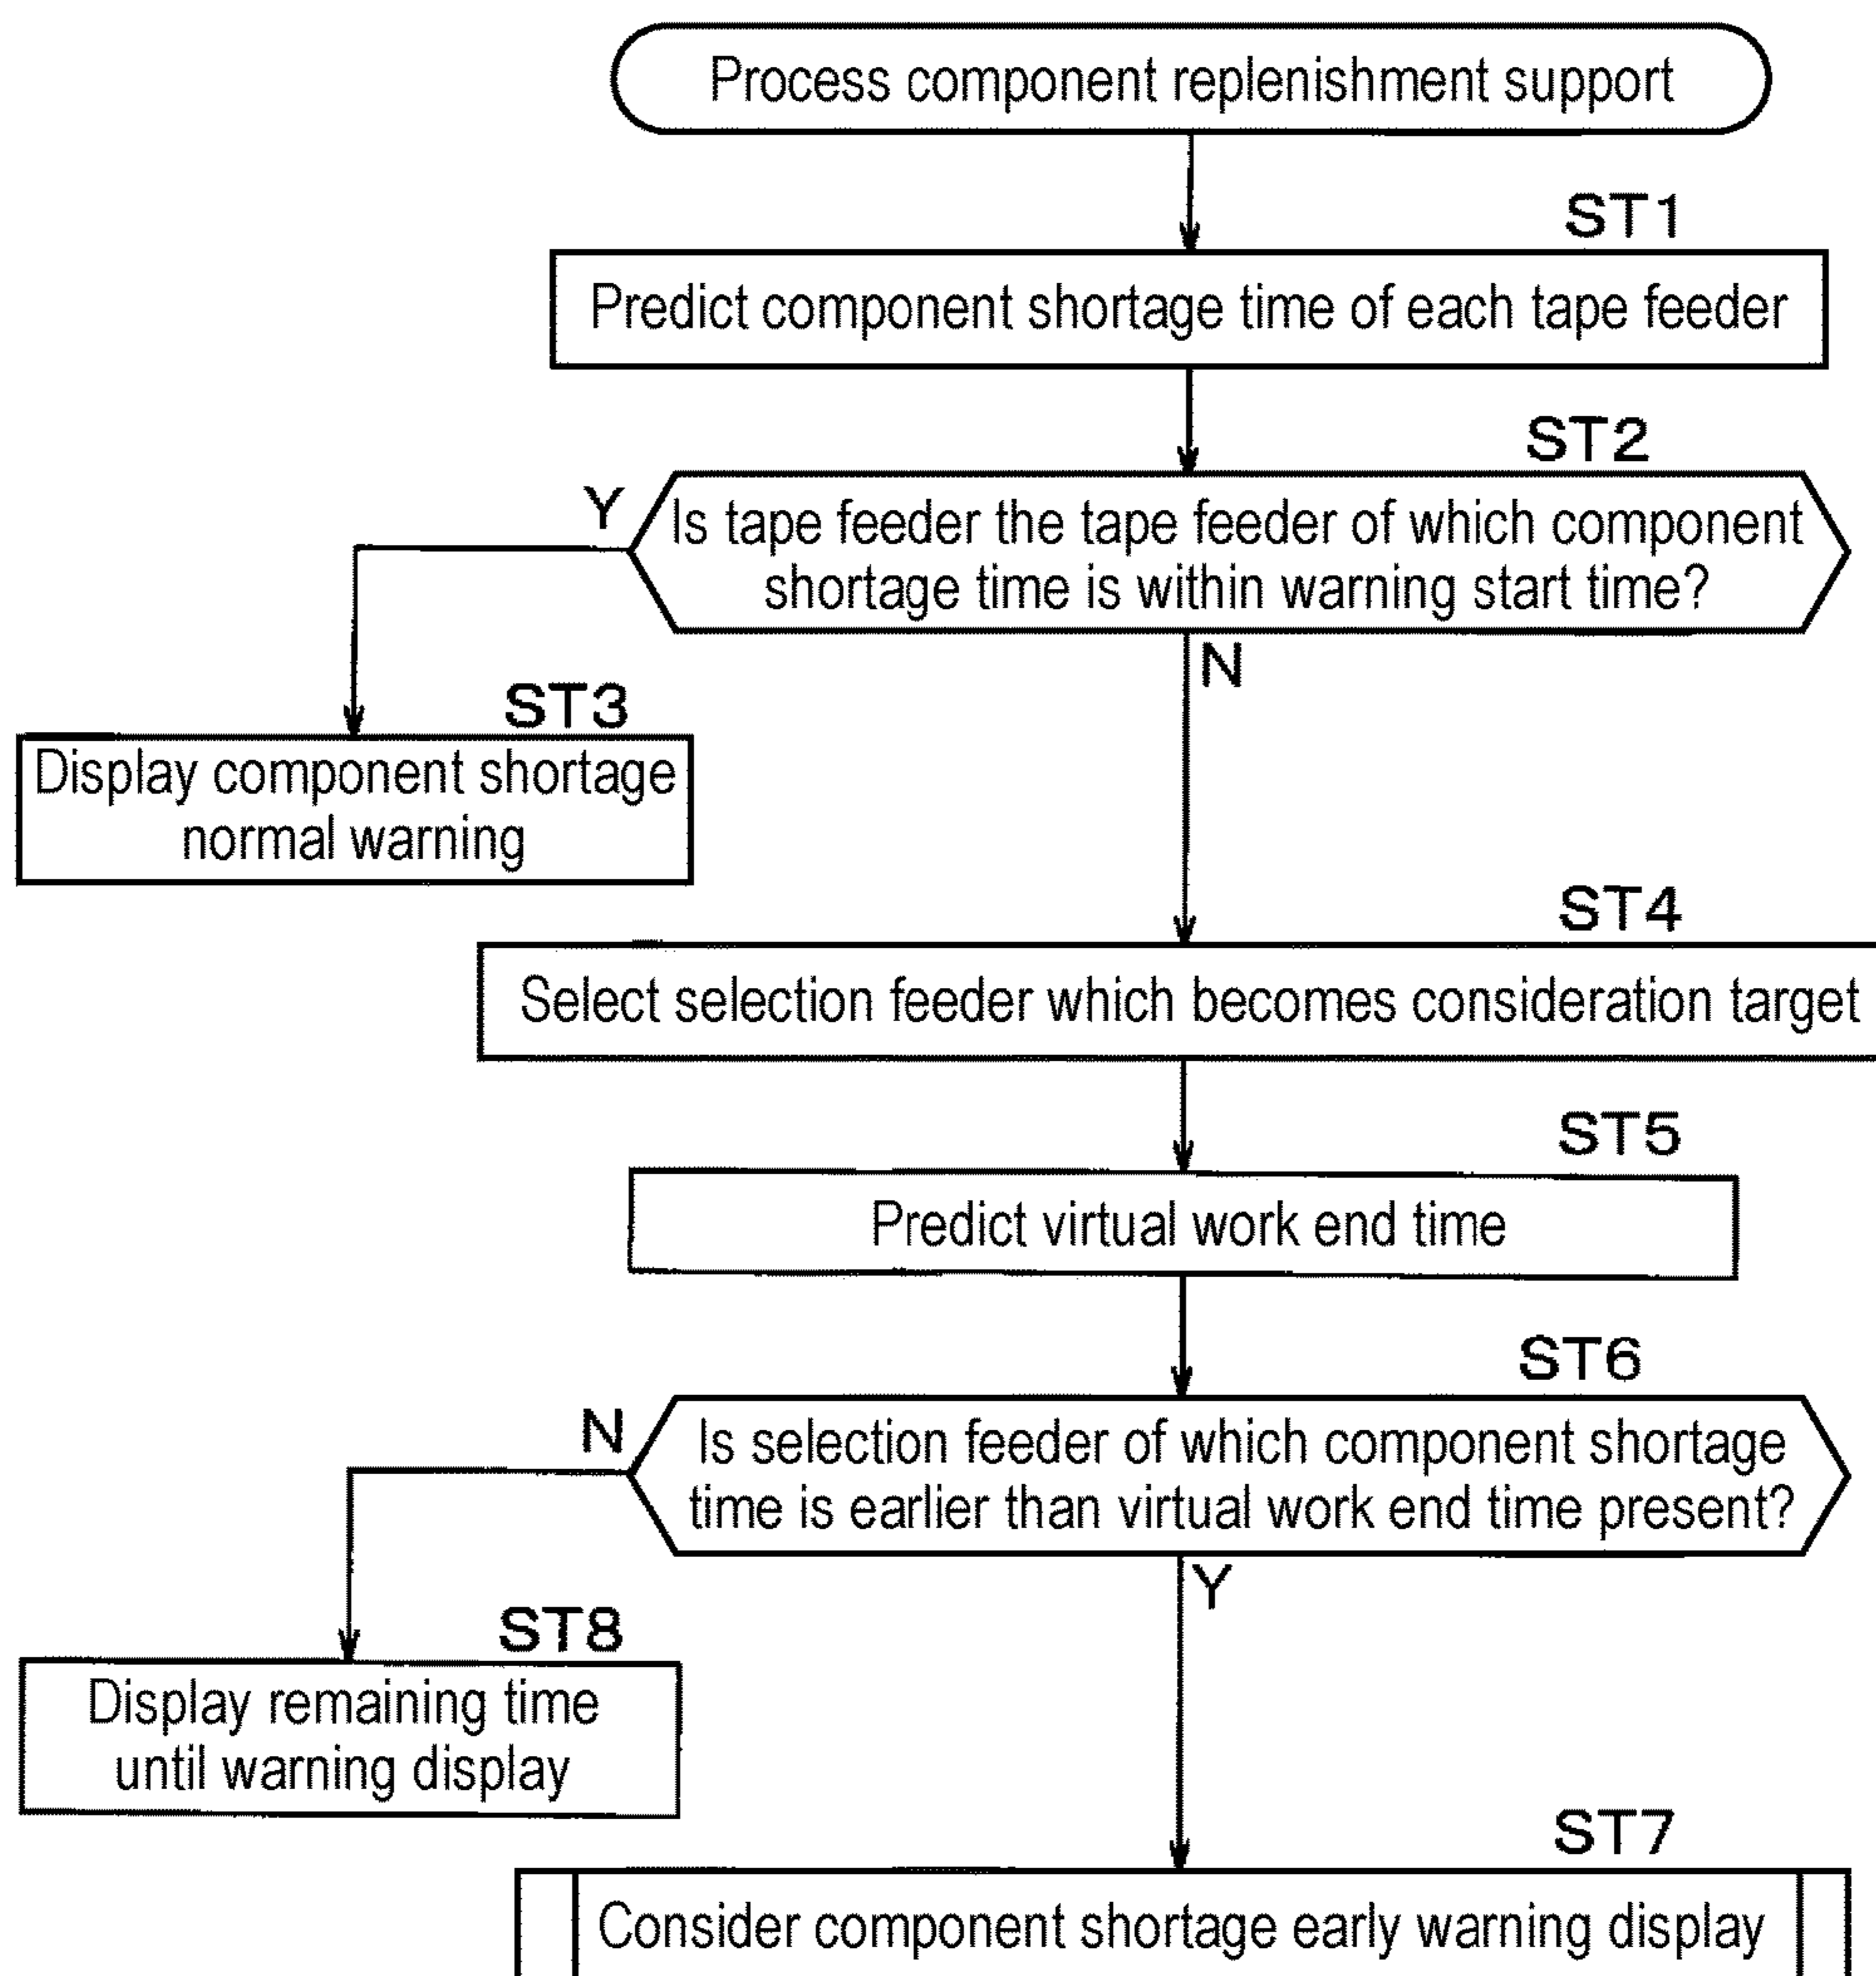 Process component replenishment support
ST1
Predict component shortage time of each tape feeder
ST2
Y
Is tape feeder the tape feeder of which component
shortage time is within warning start time?
N
ST3
Display component shortage
normal warning
ST4
Select selection feeder which becomes consideration target
ST5
Predict virtual work end time
ST6
N
Is selection feeder of which component shortage
time is earlier than virtual work end time present?
Y
ST8
Display remaining time
until warning display
ST7
Consider component shortage early warning display